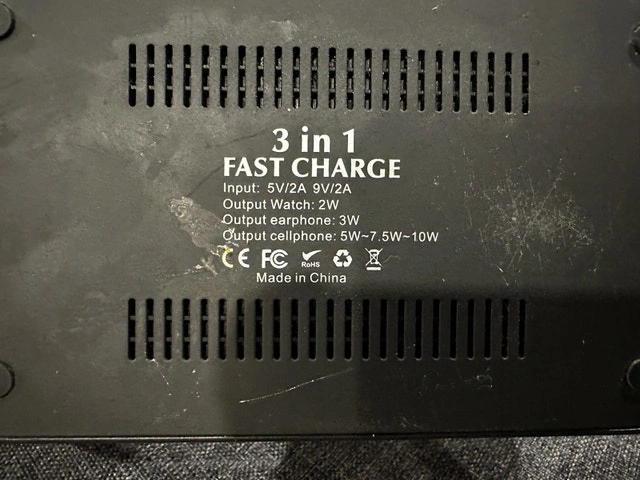 3 in 1
FAST CHARGE
Input: 5V/2A 9V/2A
Output Watch: 2W
Output earphone: 3W
Output cellphone: 5W~7.5W~10W
CE FC RoHS
Made in China